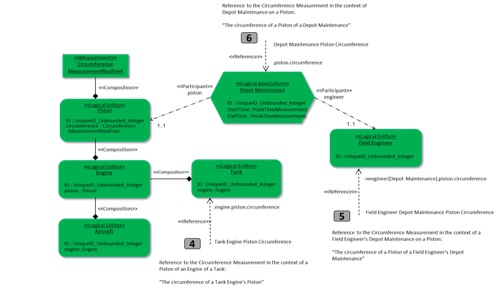 Reference to the Circumference Measurement in the context of
Depot Maintenance on a Piston:
"The circumference of a Piston of a Depot Maintenance"
6
Depot Maintenance Piston Circumference
<<Reference>>
.piston.circumference
<<Measurement>>
Circumference
MeasurementRealFeet
<<Composition>>
<<Logical Entity>>
Piston
ID : UniqueID_Unbounded_Integer
circumference : Circumference
MeasurementRealFeet
1..1
<<Participant>>
piston
<<Logical Association>>
Depot Maintenance
ID : UniqueID_Unbounded_Integer
StartTime: PosixTimeMeasurement
EndTime : PosixTimeMeasurement
<<Participant>>
engineer
1..1
<<Logical Entity>>
Field Engineer
ID : UniqueID_Unbounded_Integer
<<Composition>>
<<Logical Entity>>
Engine
ID : UniqueID_Unbounded_Integer
piston : Piston
<<Composition>>
<<Logical Entity>>
Tank
ID : UniqueID_Unbounded_Integer
engine: Engine
<<Composition>>
<<Logical Entity>>
Aircraft
ID : UniqueID_Unbounded_Integer
engine: Engine
.engine.piston.circumference
<<Reference>>
4
Tank Engine Piston Circumference
Reference to the Circumference Measurement in the context of a
Piston of an Engine of a Tank:
"The circumference of a Tank Engine's Piston"
.>engineer[Depot Maintenance].piston.circumference
<<Reference>>
5
Field Engineer Depot Maintenance Piston Circumference
Reference to the Circumference Measurement in the context of a
Field Engineer's Depot Maintenance on a Piston:
"The circumference of a Piston of a Field Engineer's Depot
Maintenance"